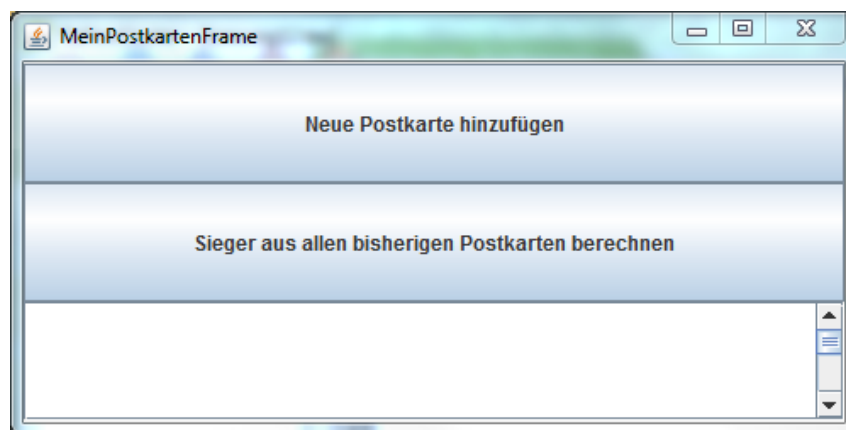 MeinPostkartenFrame
Neue Postkarte hinzufügen
Sieger aus allen bisherigen Postkarten berechnen